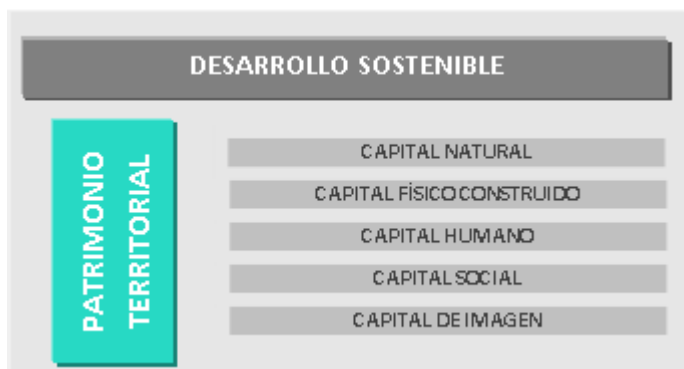 DESARROLLO SOSTENIBLE
PATRIMONIO
TERRITORIAL
CAPITAL NATURAL
CAPITAL FÍSICO CONSTRUIDO
CAPITAL HUMANO
CAPITAL SOCIAL
CAPITAL DE IMAGEN